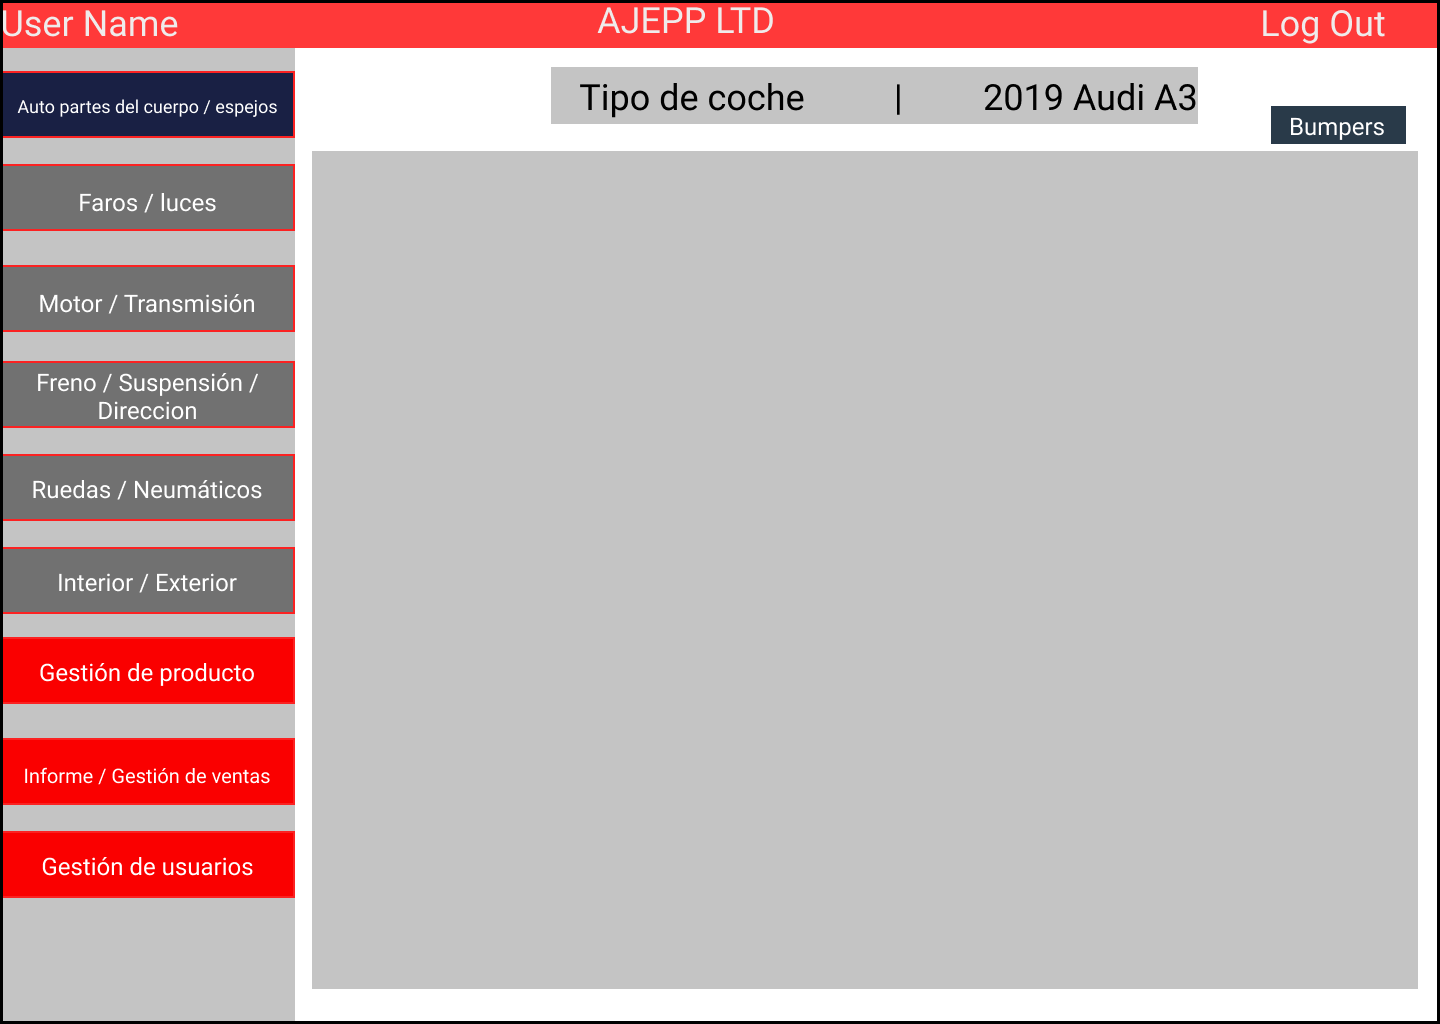 User Name
AJEPP LTD
Log Out
Tipo de coche | 2019 Audi A3
Bumpers
Auto partes del cuerpo / espejos
Faros / luces
Motor / Transmisión
Freno / Suspensión /
Direccion
Ruedas / Neumáticos
Interior / Exterior
Gestión de producto
Informe / Gestión de ventas
Gestión de usuarios